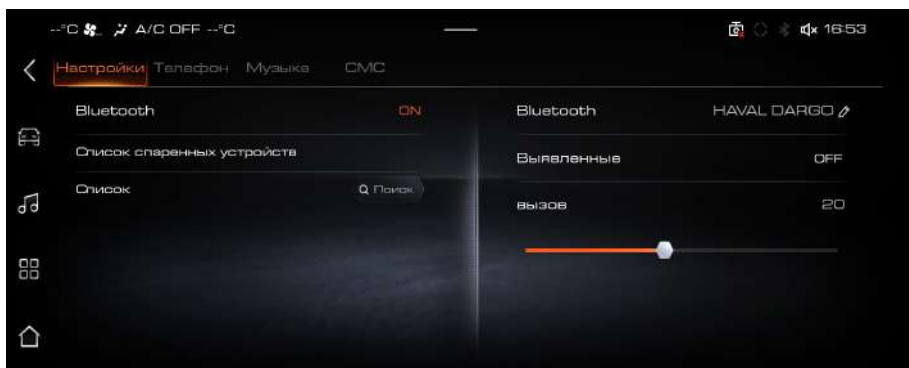 --°C A/C OFF --°C 16:53
Настройки Телефон Музыка СМС
Bluetooth ON
Список спаренных устройств
Список Поиск
Bluetooth HAVAL DARGO
Выявленные OFF
вызов 20